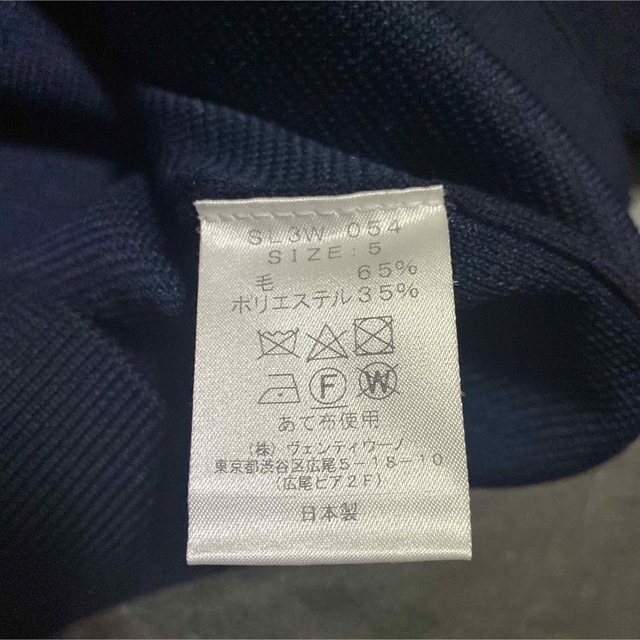 SL3W 054
SIZE:5
毛 65%
ポリエステル35%
F W
あて布使用
(株)ヴェンティウーノ
東京都渋谷区広尾5-18-10
(広尾ピア2F)
日本製